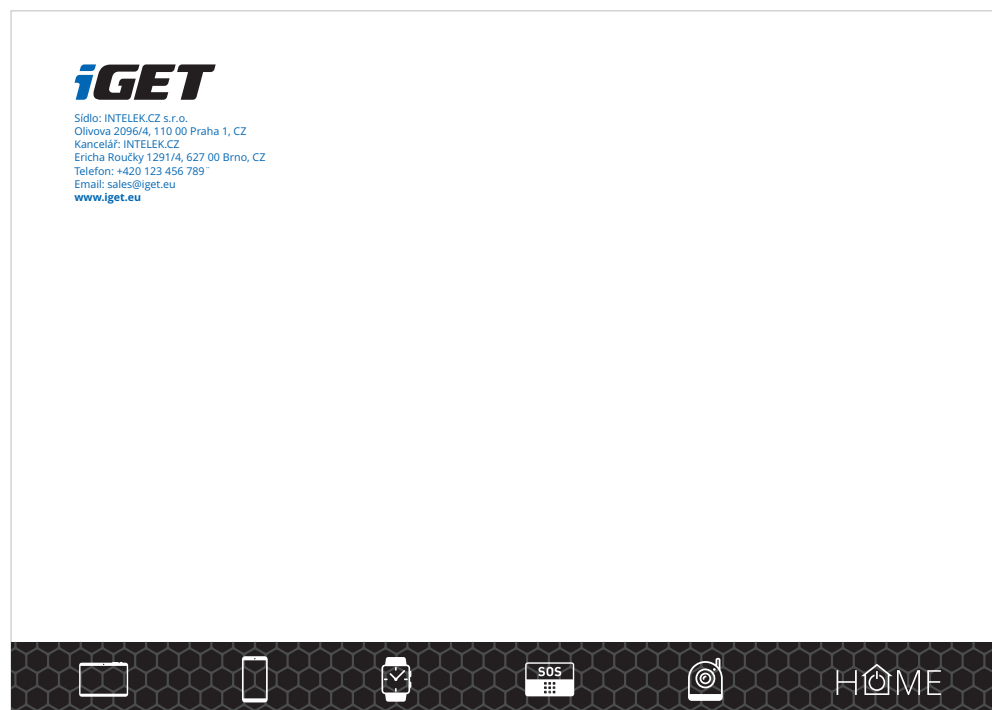 iGET
Sídlo: INTELEK.CZ s.r.o.
Olivova 2096/4, 110 00 Praha 1, CZ
Kancelář: INTELEK.CZ
Ericha Roučky 1291/4, 627 00 Brno, CZ
Telefon: +420 123 456 789¨
Email: sales@iget.eu
www.iget.eu
SOS
HOME